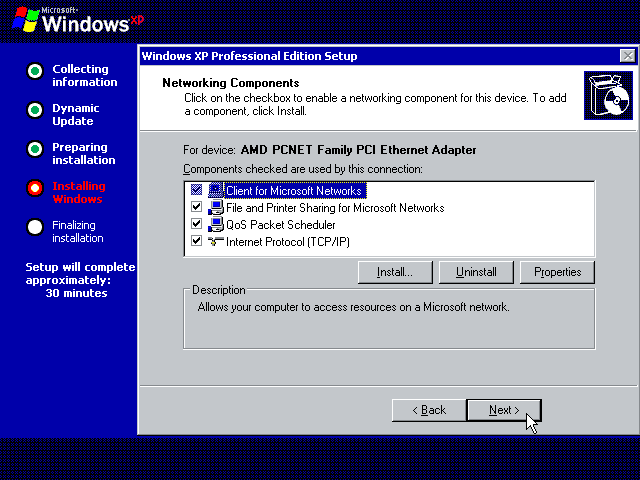 Microsoft
Windows xp
Collecting
information
Dynamic
Update
Preparing
installation
Installing
Windows
Finalizing
installation
Setup will complete
approximately:
30 minutes
Windows XP Professional Edition Setup
Networking Components
Click on the checkbox to enable a networking component for this device. To add
a component, click Install.
For device: AMD PCNET Family PCI Ethernet Adapter
Components checked are used by this connection:
Client for Microsoft Networks
File and Printer Sharing for Microsoft Networks
QoS Packet Scheduler
Internet Protocol (TCP/IP)
Install...
Uninstall
Properties
Description
Allows your computer to access resources on a Microsoft network.
< Back
Next >